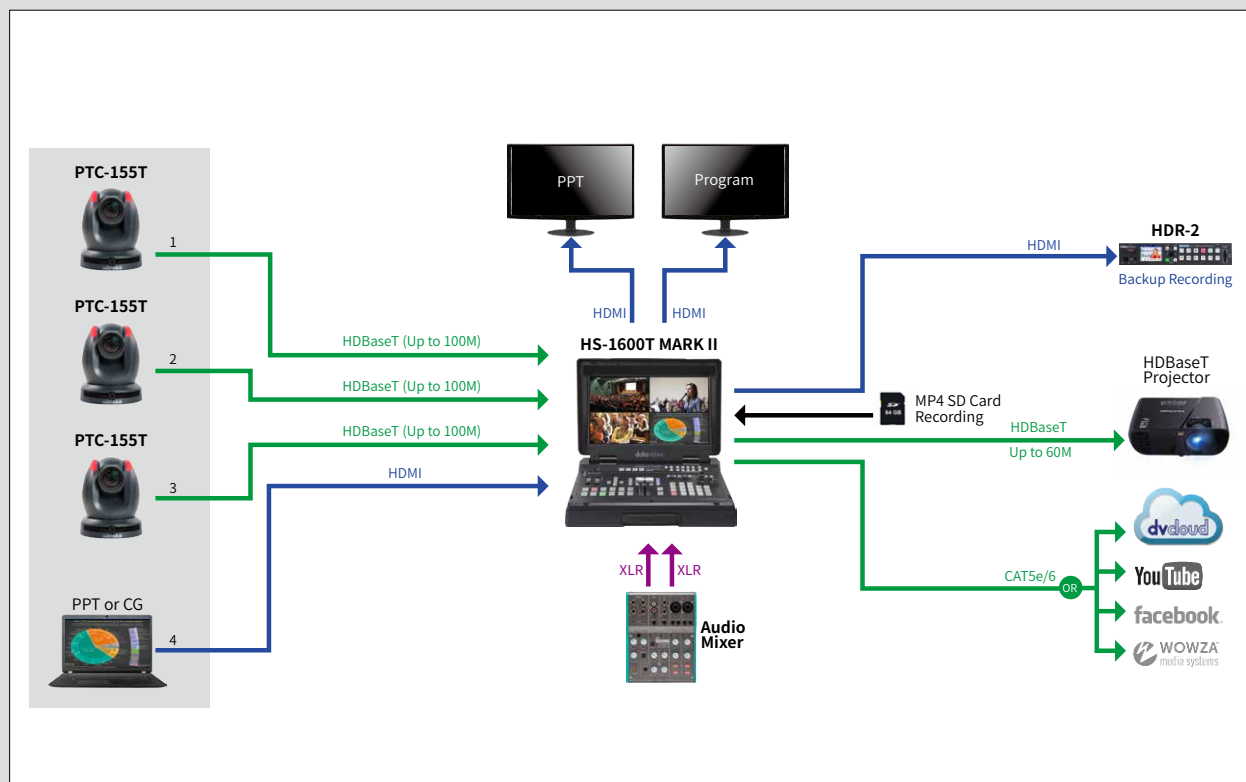 PTC-155T
1
PTC-155T
2
PTC-155T
3
PPT or CG
4
HDBaseT (Up to 100M)
HDBaseT (Up to 100M)
HDBaseT (Up to 100M)
HDMI
PPT
Program
HDMI
HDMI
HS-1600T MARK II
datavideo
XLR
XLR
Audio
Mixer
HDMI
HDR-2
Backup Recording
64 GB
MP4 SD Card
Recording
HDBaseT
Up to 60M
HDBaseT
Projector
CAT5e/6
OR
dvcloud
YouTube
facebook.
WOWZA
media systems